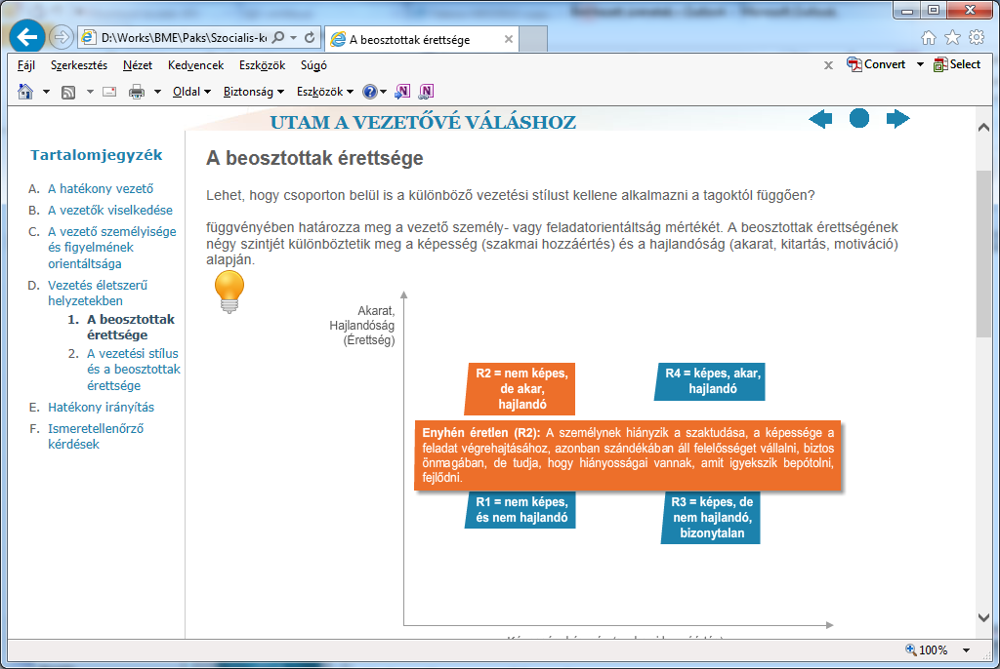 D:\Works\BME\Paks\Szocialis-k
A beosztottak érettsége
Fájl Szerkesztés Nézet Kedvencek Eszközök Súgó
Convert Select
Oldal Biztonság Eszközök
UTAM A VEZETŐVÉ VÁLÁSHOZ
Tartalomjegyzék
A. A hatékony vezető
B. A vezetők viselkedése
C. A vezető személyisége
és figyelmének
orientáltsága
D. Vezetés életszerű
helyzetekben
1. A beosztottak
érettsége
2. A vezetési stílus
és a beosztottak
érettsége
E. Hatékony irányítás
F. Ismeretellenőrző
kérdések
A beosztottak érettsége
Lehet, hogy csoporton belül is a különböző vezetési stílust kellene alkalmazni a tagoktól függően?
függvényében határozza meg a vezető személy- vagy feladatorientáltság mértékét. A beosztottak érettségének
négy szintjét különböztetik meg a képesség (szakmai hozzáértés) és a hajlandóság (akarat, kitartás, motiváció)
alapján.
Akarat,
Hajlandóság
(Érettség)
R2 = nem képes,
de akar,
hajlandó
R4 = képes, akar,
hajlandó
Enyhén éretlen (R2): A személynek hiányzik a szaktudása, a képessége a
feladat végrehajtásához, azonban szándékában áll felelősséget vállalni, biztos
önmagában, de tudja, hogy hiányosságai vannak, amit igyekszik bepótolni,
fejlődni.
R1 = nem képes,
és nem hajlandó
R3 = képes, de
nem hajlandó,
bizonytalan
100%